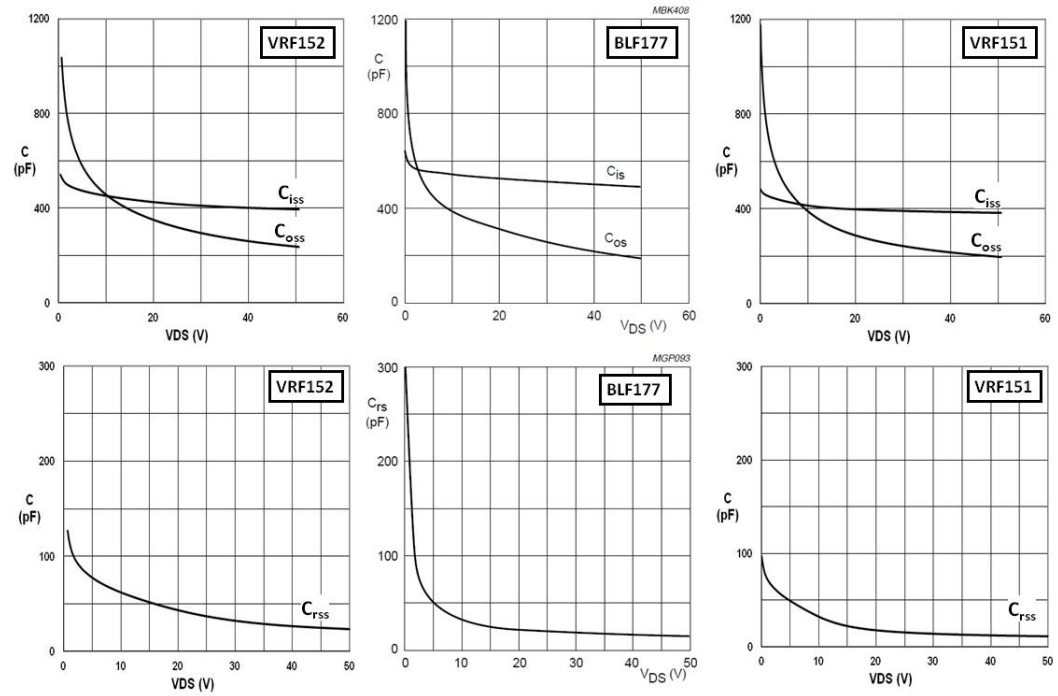 1200
VRF152
800
C
(pF)
400
Ciss
Coss
0
0 20 40 60
VDS (V)
MBK408
1200
BLF177
C
(pF)
800
Cis
400
Cos
0
0 20 40 60
VDS (V)
1200
VRF151
800
C
(pF)
400
Ciss
Coss
0
0 20 40 60
VDS (V)
300
VRF152
200
C
(pF)
100
Crss
0
0 10 20 30 40 50
VDS (V)
MGP093
300
BLF177
Crs
(pF)
200
100
0
0 10 20 30 40 50
VDS (V)
300
VRF151
200
C
(pF)
100
Crss
0
0 10 20 30 40 50
VDS (V)